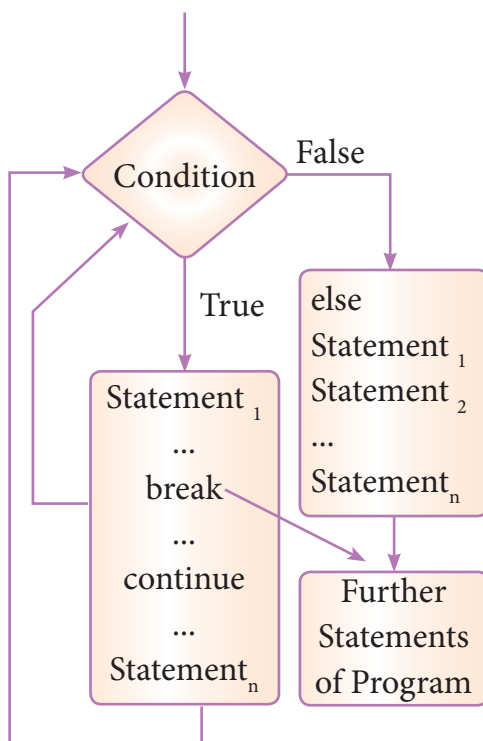 Condition
False
True
else
Statement 1
Statement 2
...
Statementn
Statement 1
...
break
...
continue
...
Statementn
Further
Statements
of Program